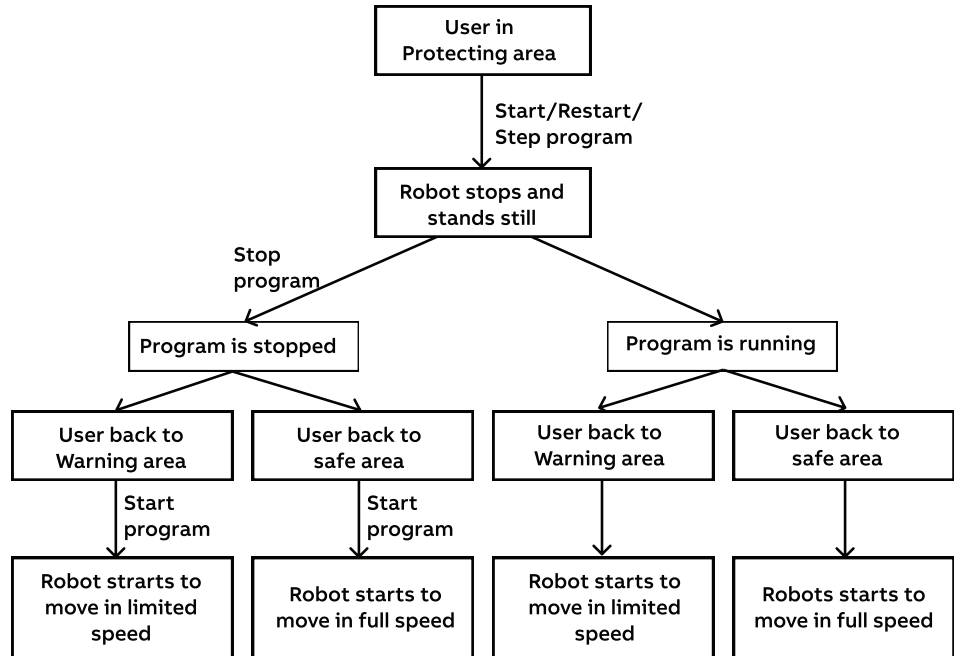 User in
Protecting area
Start/Restart/
Step program
Robot stops and
stands still
Stop
program
Program is stopped
Program is running
User back to
Warning area
User back to
safe area
User back to
Warning area
User back to
safe area
Start
program
Start
program
Robot strarts to
move in limited
speed
Robot starts to
move in full speed
Robot starts to
move in limited
speed
Robots starts to
move in full speed